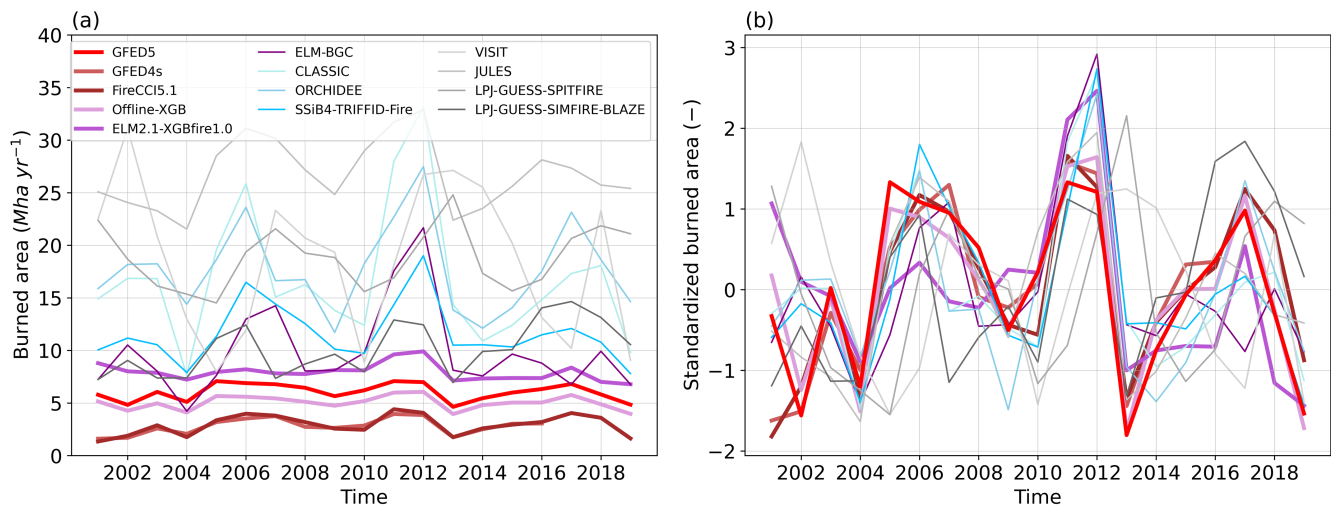 (a)
Burned area (Mha yr⁻¹)
40
35
30
25
20
15
10
5
0
GFED5
GFED4s
FireCCI5.1
Offline-XGB
ELM2.1-XGBfire1.0
ELM-BGC
CLASSIC
ORCHIDEE
SSiB4-TRIFFID-Fire
VISIT
JULES
LPJ-GUESS-SPITFIRE
LPJ-GUESS-SIMFIRE-BLAZE
2002 2004 2006 2008 2010 2012 2014 2016 2018
Time
(b)
Standardized burned area (−)
3
2
1
0
−1
−2
2002 2004 2006 2008 2010 2012 2014 2016 2018
Time